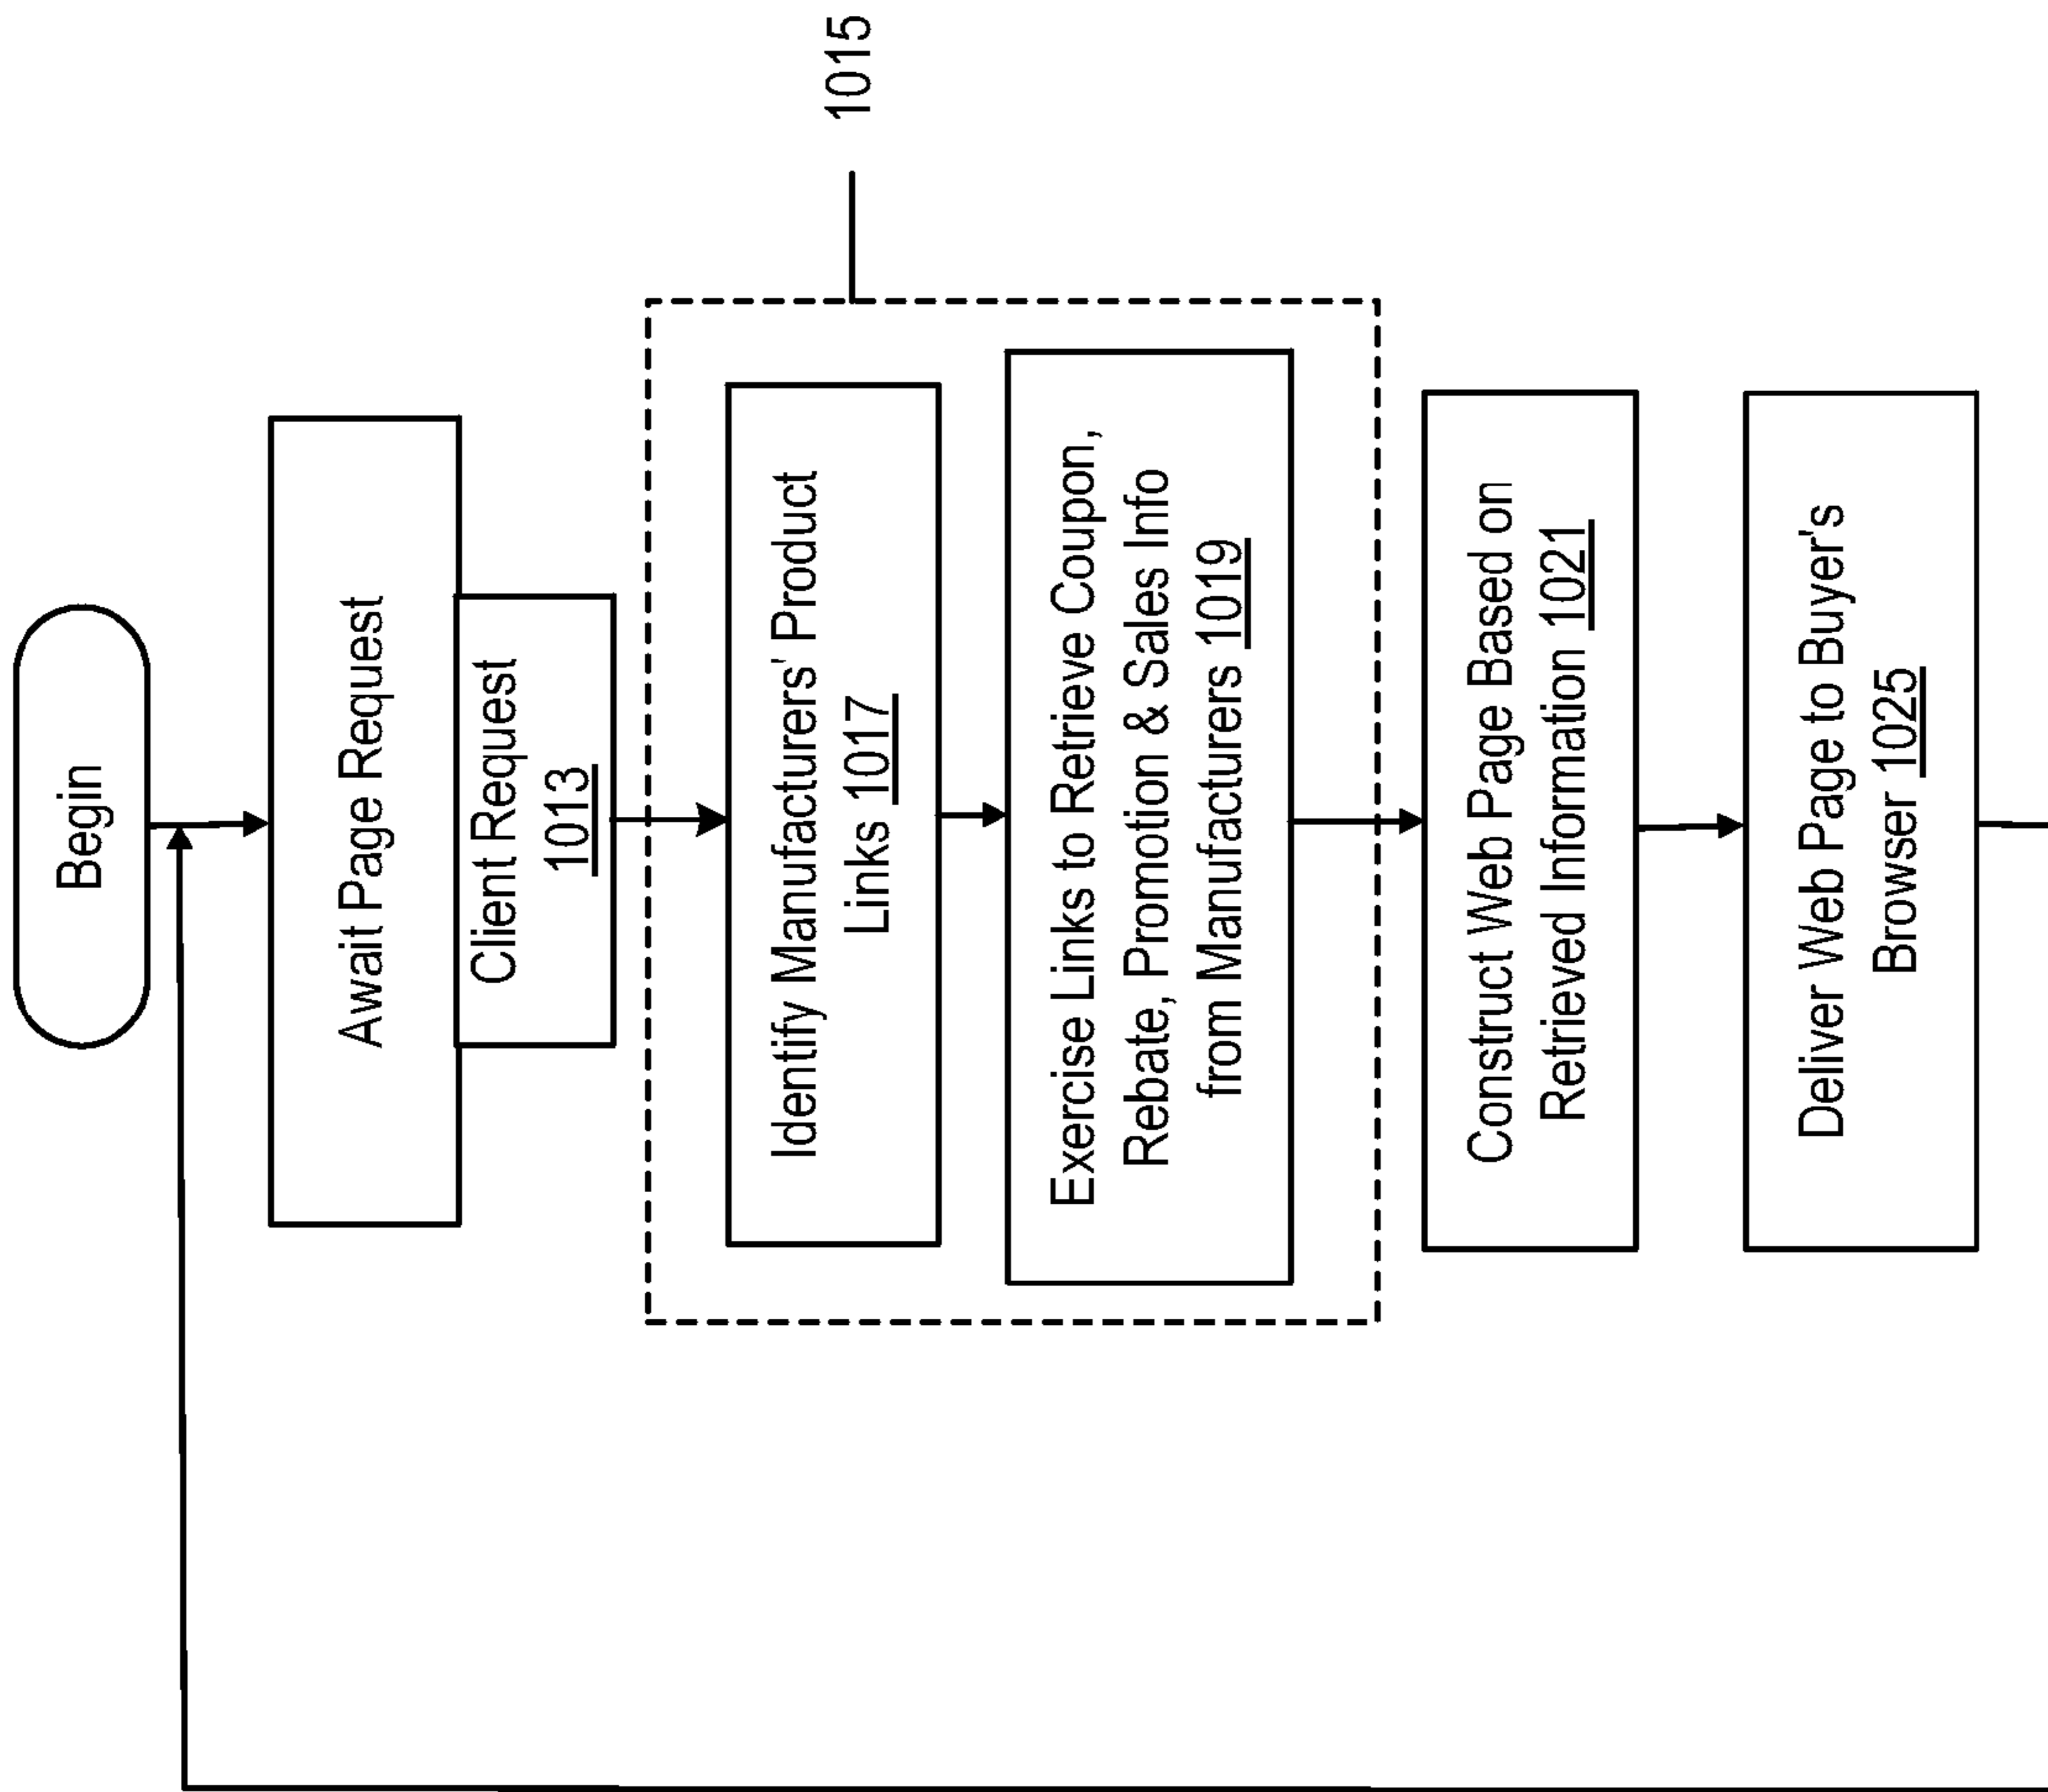 Begin
Await Page Request
Client Request
1013
1015
Identify Manufacturers' Product
Links 1017
Exercise Links to Retrieve Coupon,
Rebate, Promotion & Sales Info
from Manufacturers 1019
Construct Web Page Based on
Retrieved Information 1021
Deliver Web Page to Buyer's
Browser 1025